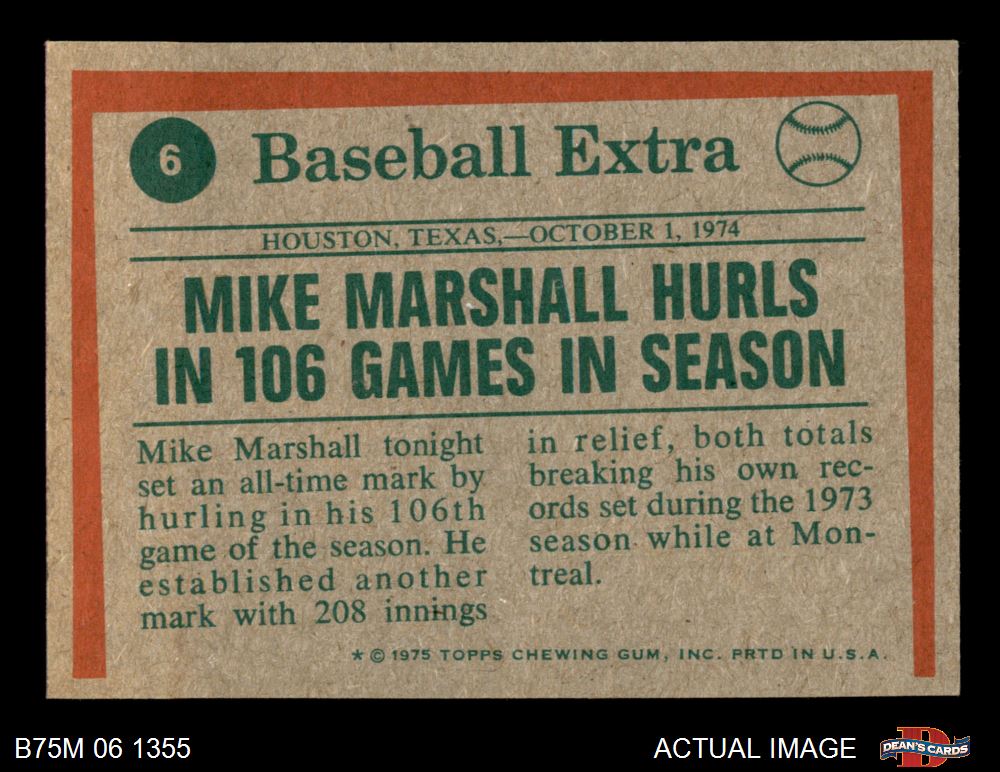 6
Baseball Extra
HOUSTON, TEXAS,—OCTOBER 1, 1974
MIKE MARSHALL HURLS
IN 106 GAMES IN SEASON
Mike Marshall tonight
set an all-time mark by
hurling in his 106th
game of the season. He
established another
mark with 208 innings
in relief, both totals
breaking his own rec-
ords set during the 1973
season while at Mon-
treal.
* © 1975 TOPPS CHEWING GUM, INC. PRTD IN U.S.A.
B75M 06 1355
ACTUAL IMAGE
D
DEAN'S CARDS